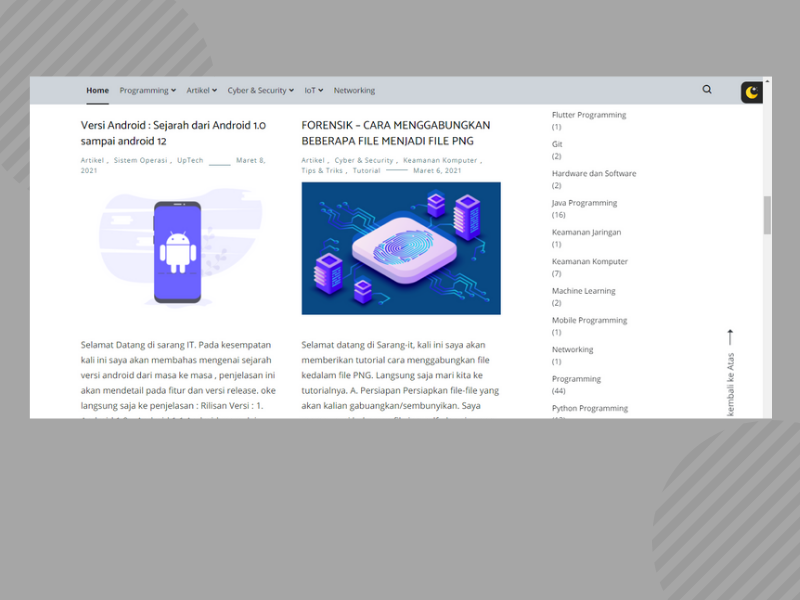 Home Programming Artikel Cyber & Security IoT Networking
Versi Android : Sejarah dari Android 1.0
sampai android 12
Artikel , Sistem Operasi , UpTech Maret 8,
2021
Selamat Datang di sarang IT. Pada kesempatan
kali ini saya akan membahas mengenai sejarah
versi android dari masa ke masa , penjelasan ini
akan mendetail pada fitur dan versi release. oke
langsung saja ke penjelasan : Rilisan Versi : 1.
FORENSIK – CARA MENGGABUNGKAN
BEBERAPA FILE MENJADI FILE PNG
Artikel , Cyber & Security , Keamanan Komputer ,
Tips & Triks , Tutorial Maret 6, 2021
Selamat datang di Sarang-it, kali ini saya akan
memberikan tutorial cara menggabungkan file
kedalam file PNG. Langsung saja mari kita ke
tutorialnya. A. Persiapan Persiapkan file-file yang
akan kalian gabuangkan/sembunyikan. Saya
Flutter Programming
(1)
Git
(2)
Hardware dan Software
(2)
Java Programming
(16)
Keamanan Jaringan
(1)
Keamanan Komputer
(7)
Machine Learning
(2)
Mobile Programming
(1)
Networking
(1)
Programming
(44)
Python Programming
kembali ke Atas